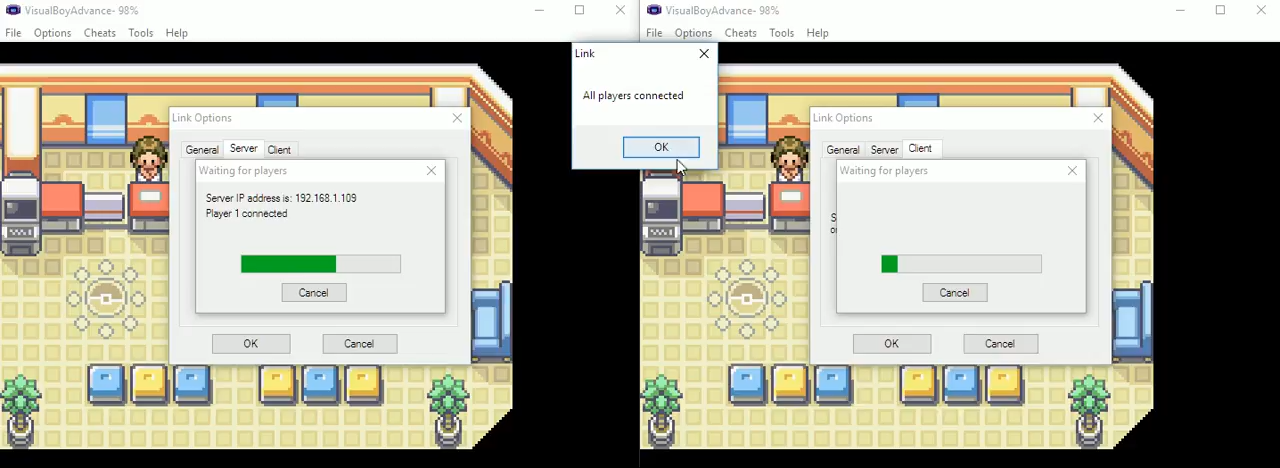 VisualBoyAdvance- 98%
File Options Cheats Tools Help
Link Options
General Server Client
Waiting for players
Server IP address is: 192.168.1.109
Player 1 connected
Cancel
OK Cancel
Link
All players connected
OK
VisualBoyAdvance- 98%
File Options Cheats Tools Help
Link Options
General Server Client
Waiting for players
Cancel
OK Cancel